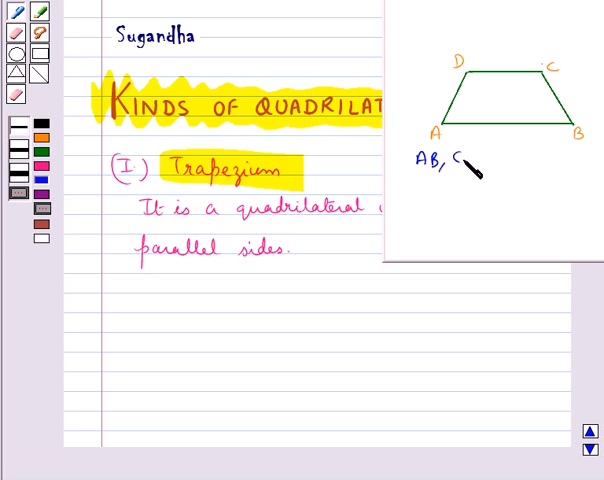 Sugandha
KINDS OF QUADRILAT
(I.) Trapezium
It is a quadrilateral
parallel sides.
D C
A B
AB, C